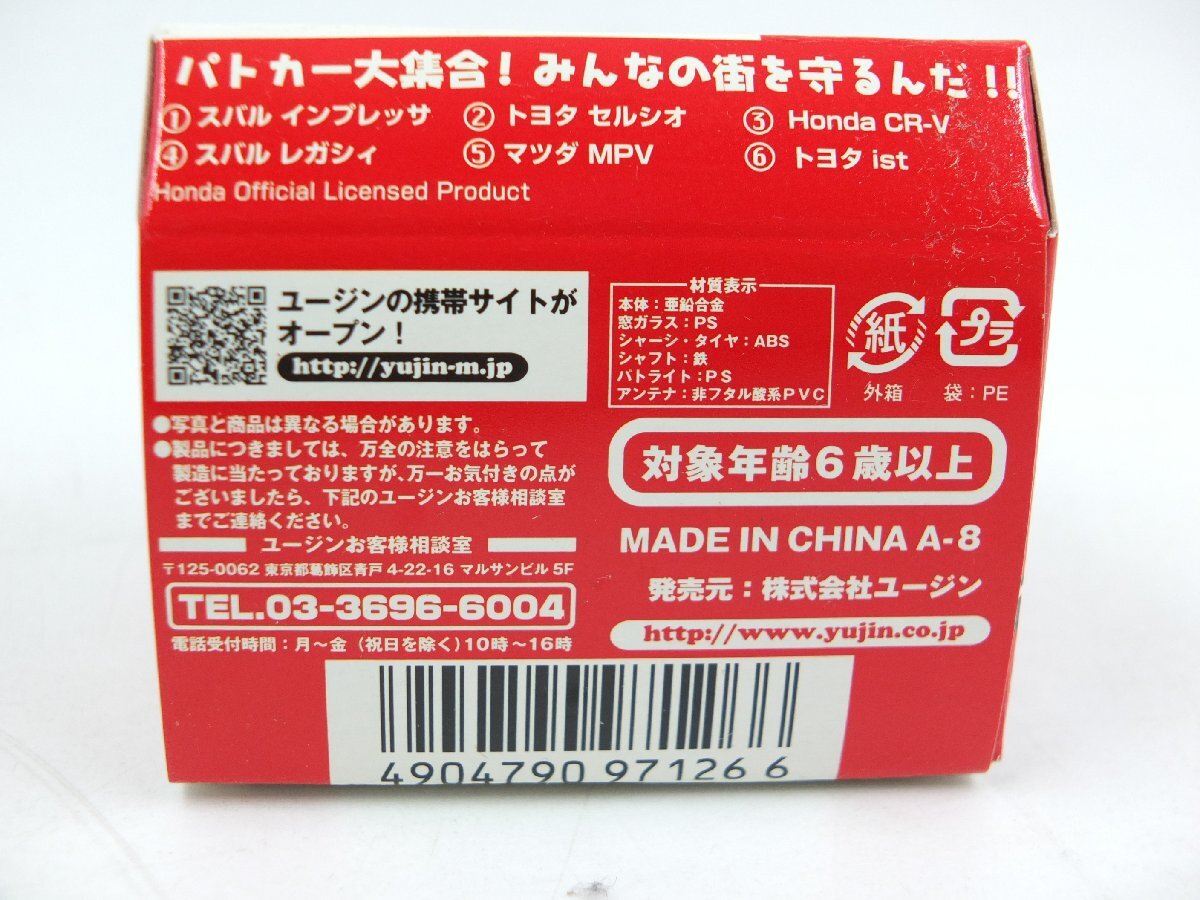 パトカー大集合！みんなの街を守るんだ！！
① スバル インプレッサ ② トヨタ セルシオ ③ Honda CR-V
④ スバル レガシィ ⑤ マツダ MPV ⑥ トヨタ ist
Honda Official Licensed Product
ユージンの携帯サイトが
オープン！
http://yujin-m.jp
●写真と商品は異なる場合があります。
●製品につきましては、万全の注意をはらって
製造に当たっておりますが、万一お気付きの点が
ございましたら、下記のユージンお客様相談室
までご連絡ください。
ユージンお客様相談室
〒125-0062 東京都葛飾区青戸 4-22-16 マルサンビル 5F
TEL.03-3696-6004
電話受付時間：月～金（祝日を除く）10時～16時
材質表示
本体：亜鉛合金
窓ガラス：PS
シャーシ・タイヤ：ABS
シャフト：鉄
パトライト：PS
アンテナ：非フタル酸系PVC
紙
外箱
プラ
袋：PE
対象年齢6歳以上
MADE IN CHINA A-8
発売元：株式会社ユージン
http://www.yujin.co.jp
4904790 971266